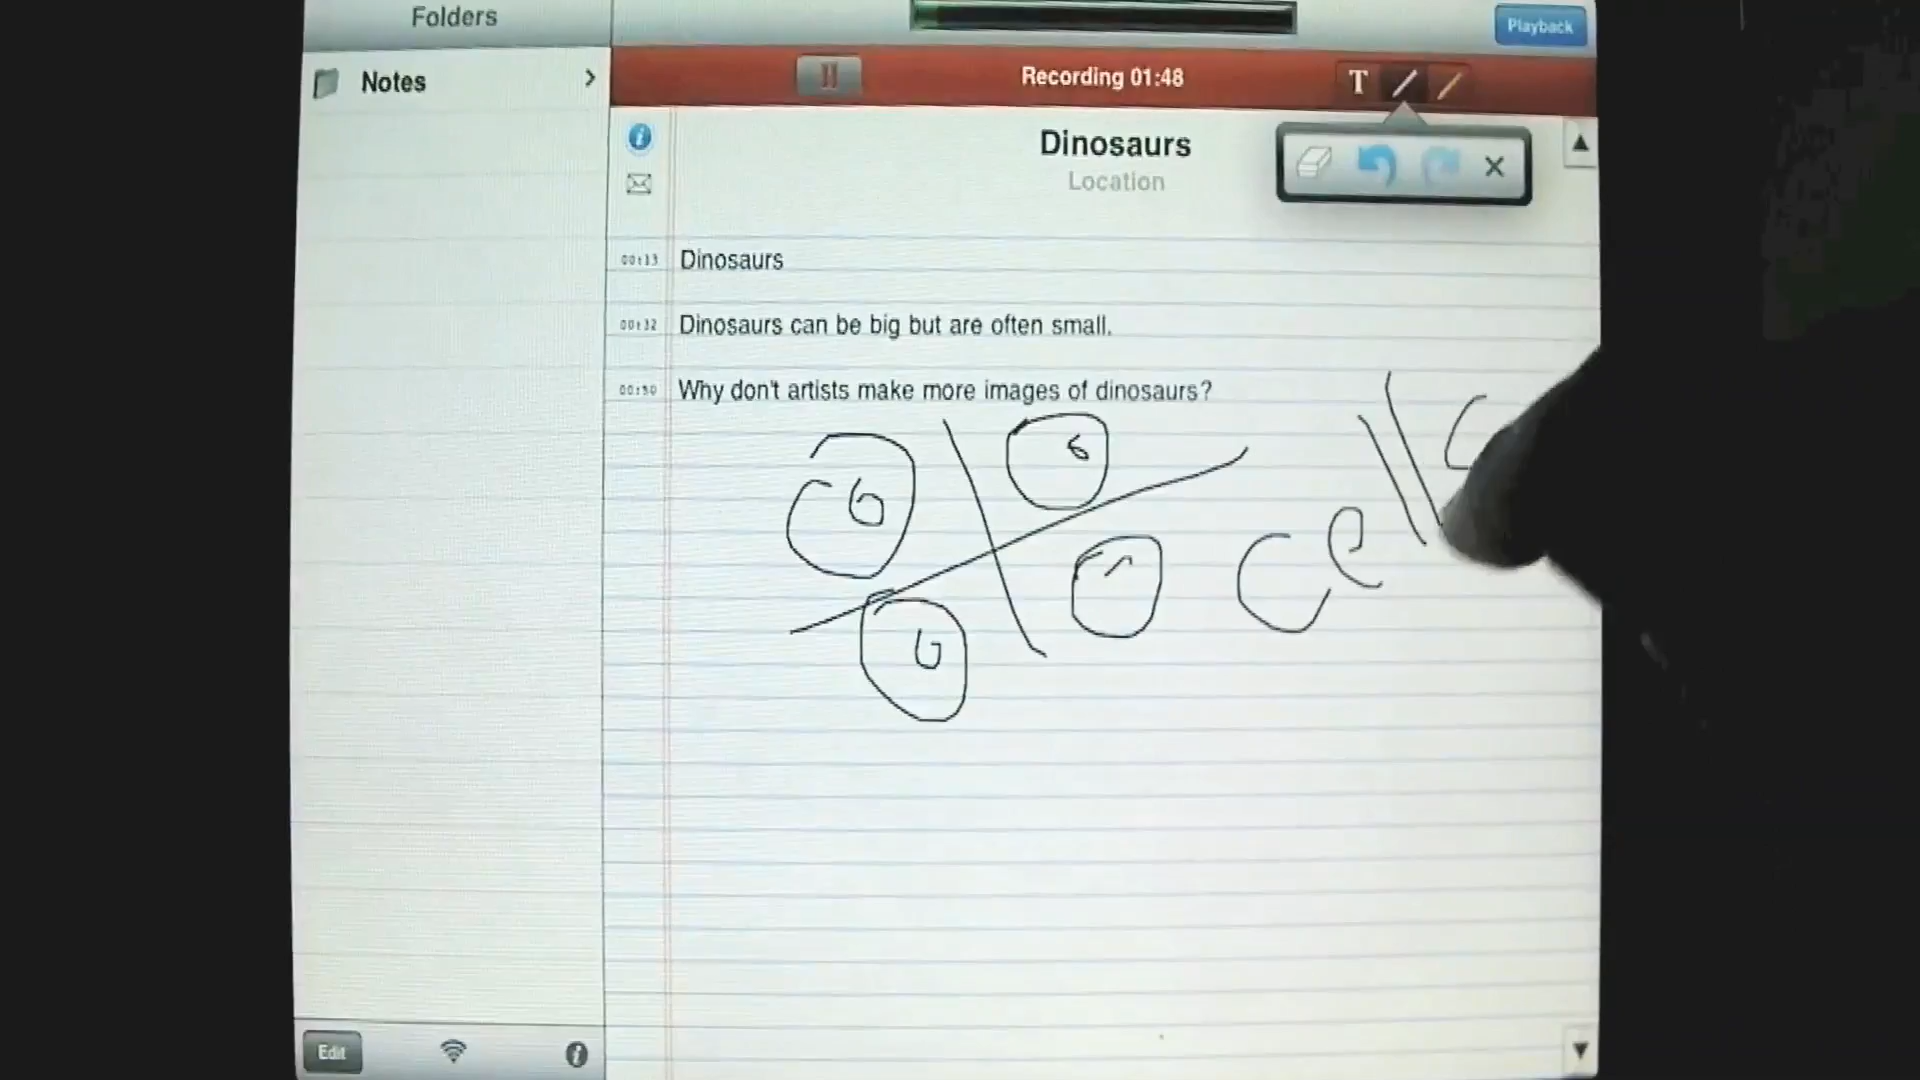 Folders
Playback
Notes
Recording 01:48
T
Dinosaurs
Location
00:13 Dinosaurs
00:32 Dinosaurs can be big but are often small.
00:50 Why don't artists make more images of dinosaurs?
cells
Edit